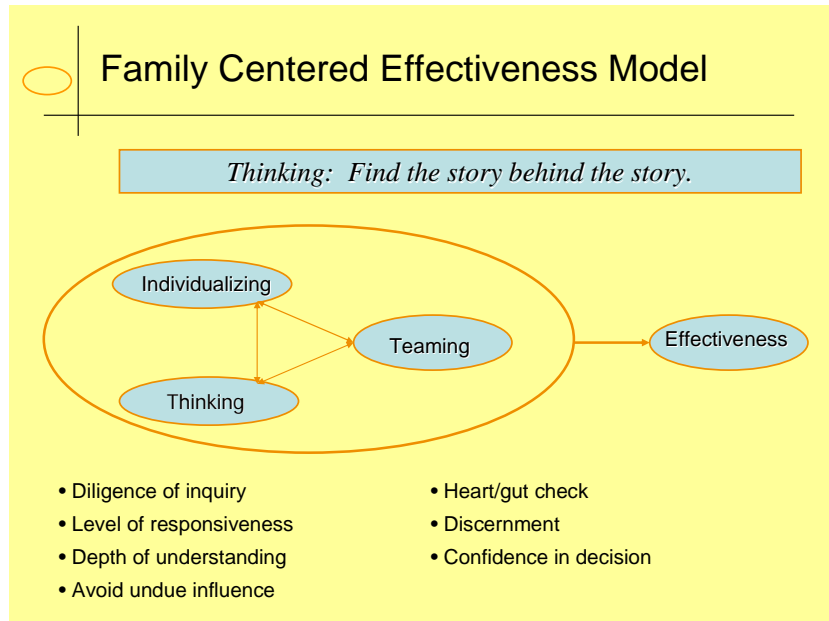 Family Centered Effectiveness Model
Thinking:  Find the story behind the story.
Individualizing
Teaming
Effectiveness
Thinking
• Diligence of inquiry
• Level of responsiveness
• Depth of understanding
• Avoid undue influence
• Heart/gut check
• Discernment
• Confidence in decision